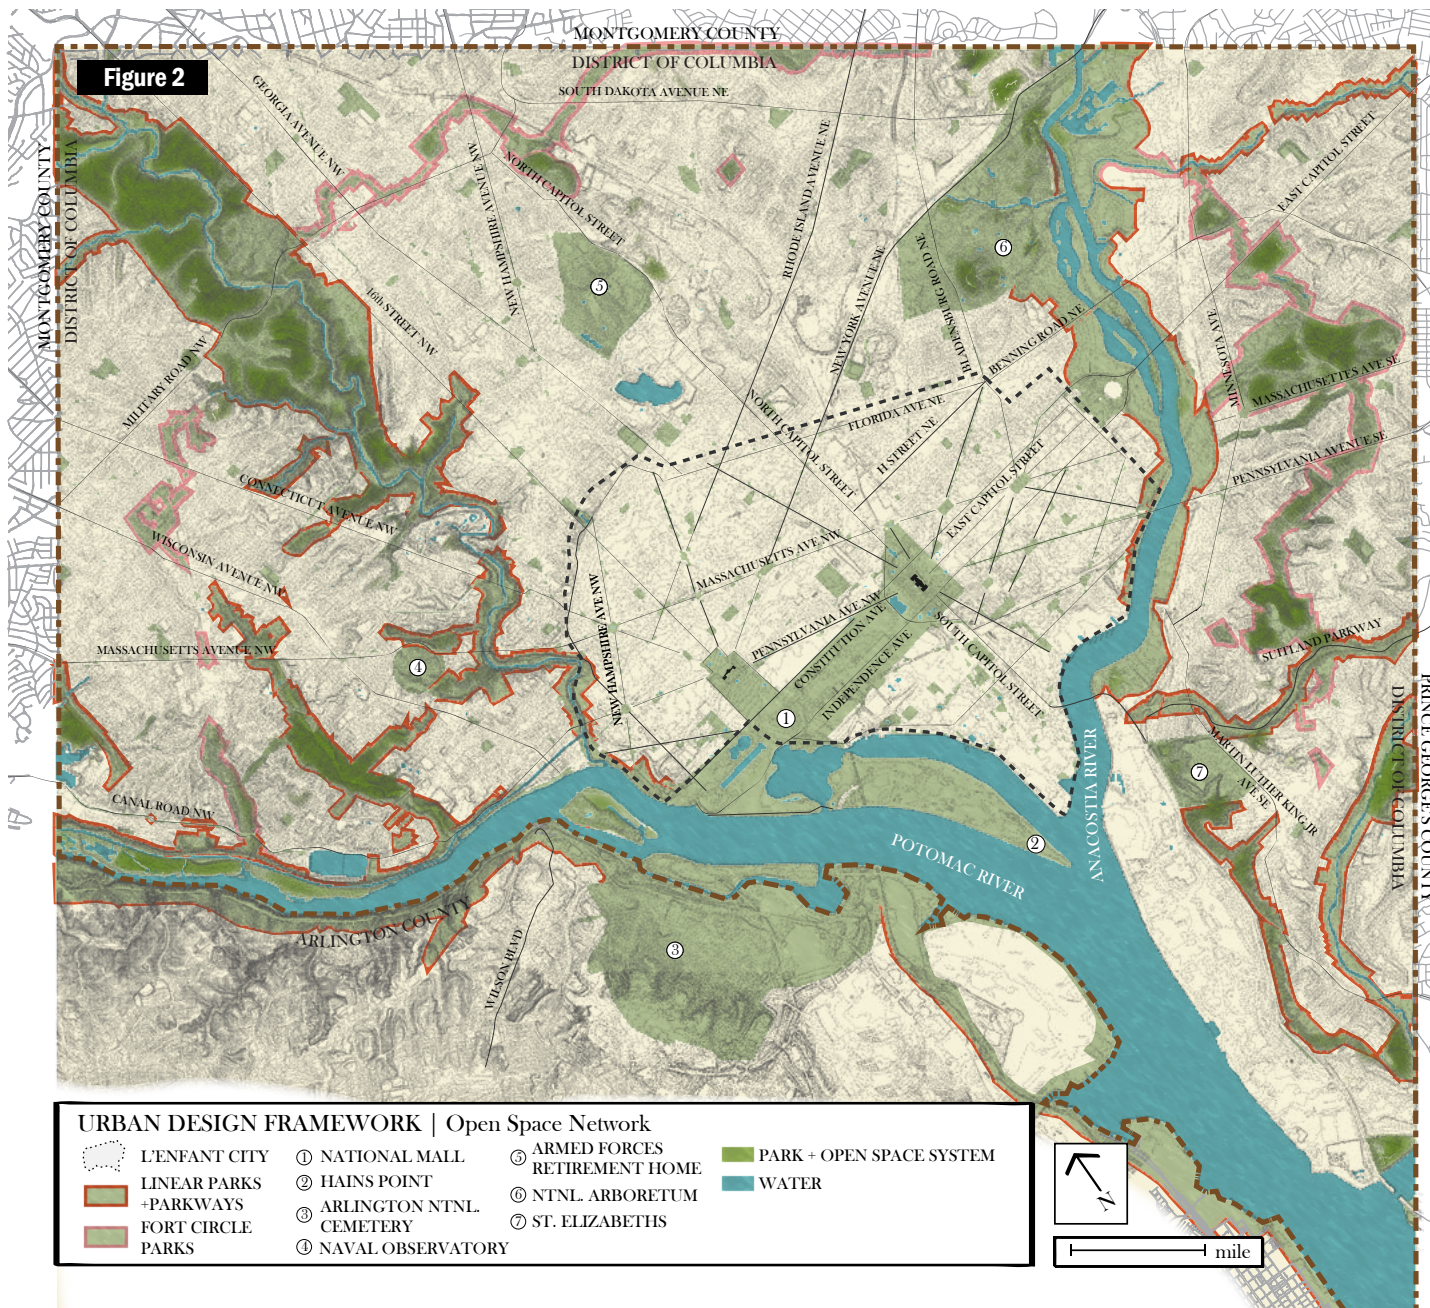 MONTGOMERY COUNTY
DISTRICT OF COLUMBIA
Figure 2
SOUTH DAKOTA AVENUE NE
GEORGIA AVENUE NW
NEW HAMPSHIRE AVENUE NW
NORTH CAPITOL STREET
RHODE ISLAND AVENUE NE
EAST CAPITOL STREET
MONTGOMERY COUNTY
DISTRICT OF COLUMBIA
5
6
16th STREET NW
NEW YORK AVENUE NE
BLADENSBURG ROAD NE
BENNING ROAD NE
MINNESOTA AVE
MILITARY ROAD NW
MASSACHUSETTES AVE SE
FLORIDA AVE NE
NORTH CAPITOL STREET
H STREET NE
EAST CAPITOL STREET
PENNSYLVANIA AVE SE
CONNECTICUT AVENUE NW
WISCONSIN AVENUE NW
MASSACHUSETTS AVE NW
NEW HAMPSHIRE AVE NW
PENNSYLVANIA AVE NW
CONSTITUTION AVE
INDEPENDENCE AVE
SOUTH CAPITOL STREET
SUITLAND PARKWAY
MASSACHUSETTS AVENUE NW
4
1
7
MARTIN LUTHER KING JR
AVE SE
PRINCE GEORGE'S COUNTY
DISTRICT OF COLUMBIA
CANAL ROAD NW
2
ANACOSTIA RIVER
POTOMAC RIVER
ARLINGTON COUNTY
WILSON BLVD
3
URBAN DESIGN FRAMEWORK | Open Space Network
L'ENFANT CITY
LINEAR PARKS
+PARKWAYS
FORT CIRCLE
PARKS
1 NATIONAL MALL
2 HAINS POINT
3 ARLINGTON NTNL.
CEMETERY
4 NAVAL OBSERVATORY
5 ARMED FORCES
RETIREMENT HOME
6 NTNL. ARBORETUM
7 ST. ELIZABETHS
PARK + OPEN SPACE SYSTEM
WATER
N
mile